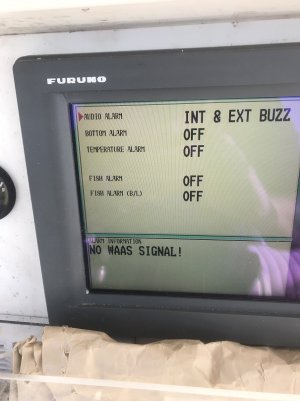 FURUNO
AUDIO ALARM INT & EXT BUZZ
BOTTOM ALARM OFF
TEMPERATURE ALARM OFF
FISH ALARM OFF
FISH ALARM (B/L) OFF
ALARM INFORMATION
NO WAAS SIGNAL!